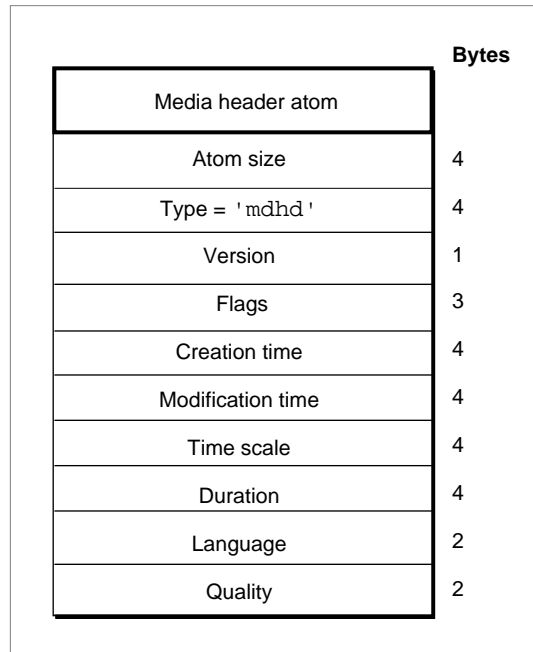 Bytes
Media header atom
Atom size 4
Type = 'mdhd' 4
Version 1
Flags 3
Creation time 4
Modification time 4
Time scale 4
Duration 4
Language 2
Quality 2